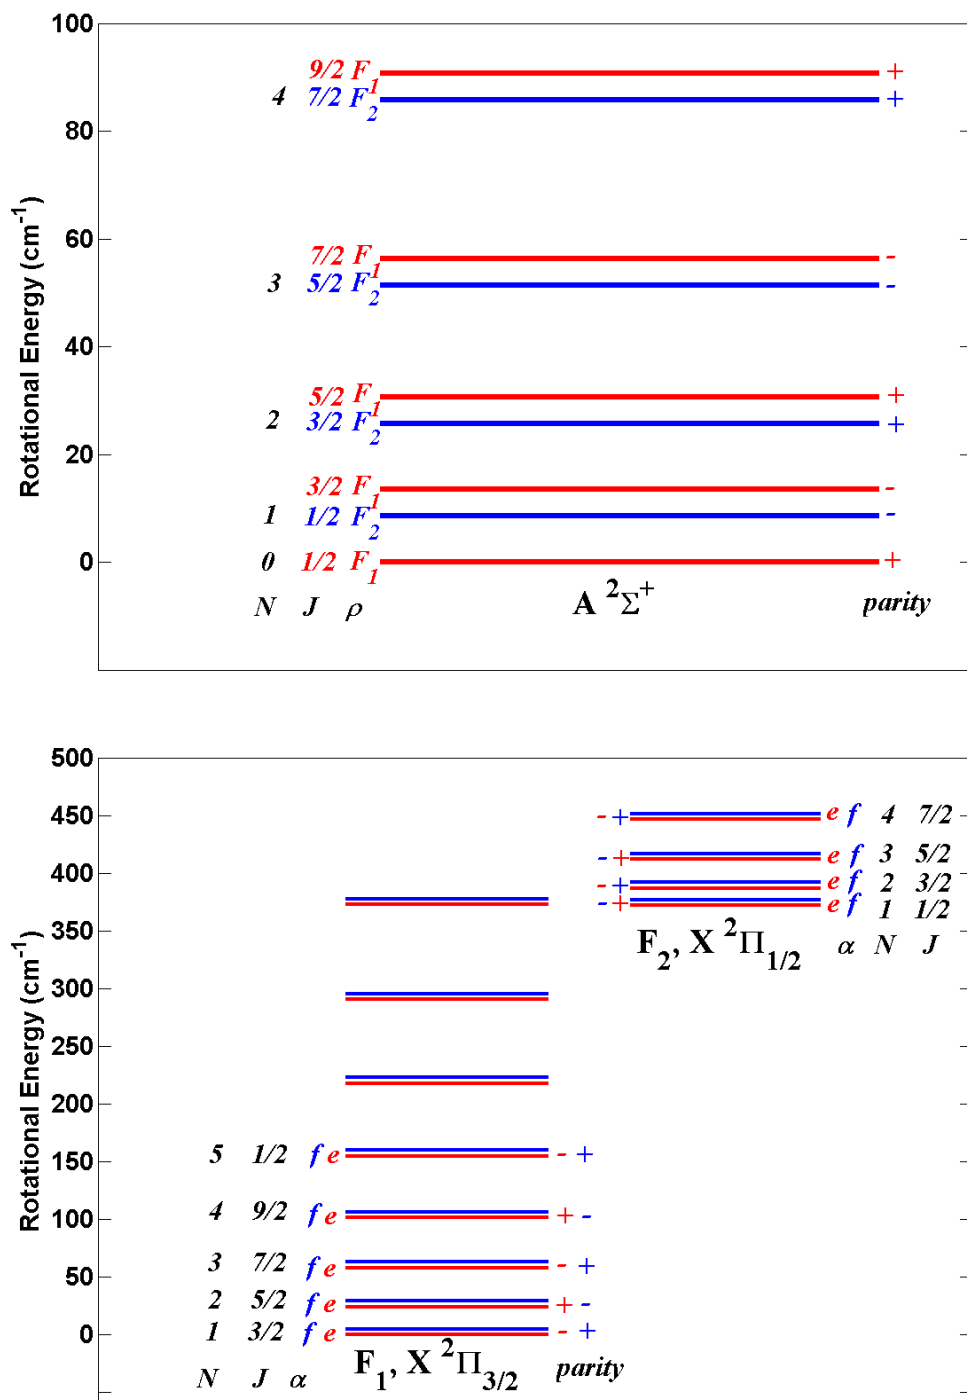 100
9/2 F1 +
4 7/2 F2 +
80
60
7/2 F1 -
3 5/2 F2 -
40
5/2 F1 +
2 3/2 F2 +
20
3/2 F1 -
1 1/2 F2 -
0 0 1/2 F1 +
N J ρ A ²Σ⁺ parity
Rotational Energy (cm⁻¹)
500
450 - + e f 4 7/2
- + e f 3 5/2
400 - + e f 2 3/2
- + e f 1 1/2
350 F2, X ²Π1/2 α N J
300
250
200
150 5 1/2 f e - +
100 4 9/2 f e + -
3 7/2 f e - +
50
2 5/2 f e + -
0 1 3/2 f e - +
N J α F1, X ²Π3/2 parity
Rotational Energy (cm⁻¹)